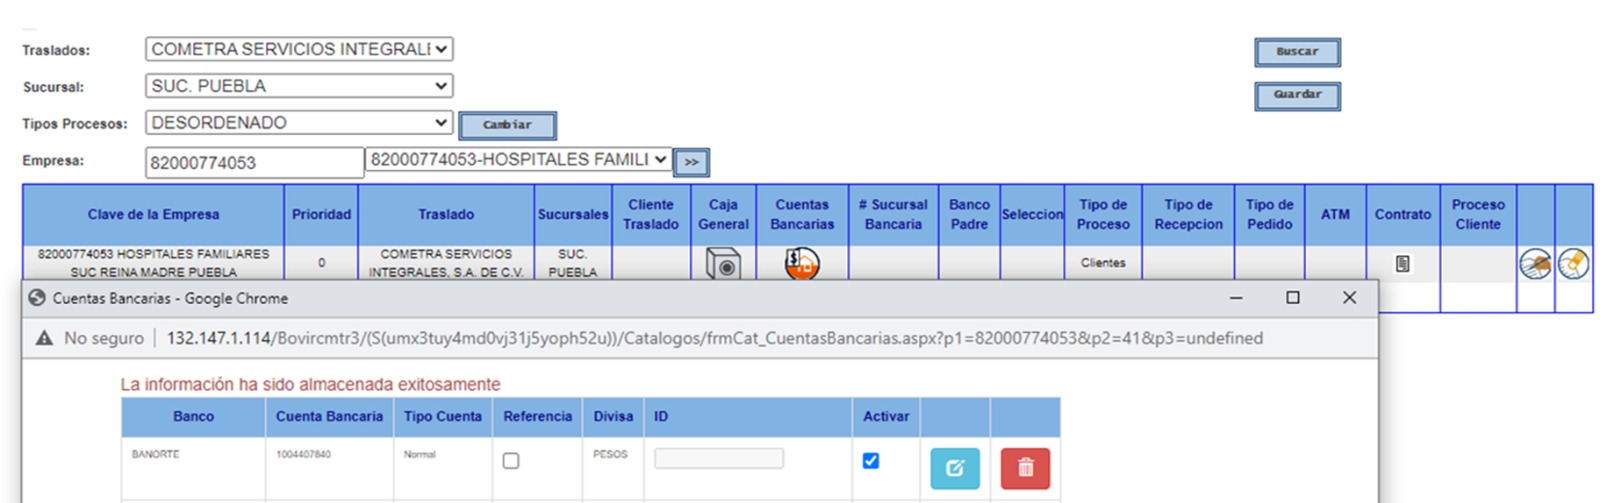 Traslados: COMETRA SERVICIOS INTEGRALE
Buscar
Sucursal: SUC. PUEBLA
Guardar
Tipos Procesos: DESORDENADO Cambiar
Empresa: 82000774053 82000774053-HOSPITALES FAMILI >>
Clave de la Empresa Prioridad Traslado Sucursales Cliente Traslado Caja General Cuentas Bancarias # Sucursal Bancaria Banco Padre Seleccion Tipo de Proceso Tipo de Recepcion Tipo de Pedido ATM Contrato Proceso Cliente
82000774053 HOSPITALES FAMILIARES SUC REINA MADRE PUEBLA 0 COMETRA SERVICIOS INTEGRALES, S.A. DE C.V. SUC. PUEBLA Clientes
Cuentas Bancarias - Google Chrome
No seguro | 132.147.1.114/Bovircmtr3/(S(umx3tuy4md0vj31j5yoph52u))/Catalogos/frmCat_CuentasBancarias.aspx?p1=82000774053&p2=41&p3=undefined
La información ha sido almacenada exitosamente
Banco Cuenta Bancaria Tipo Cuenta Referencia Divisa ID Activar
BANORTE 1004407840 Normal PESOS